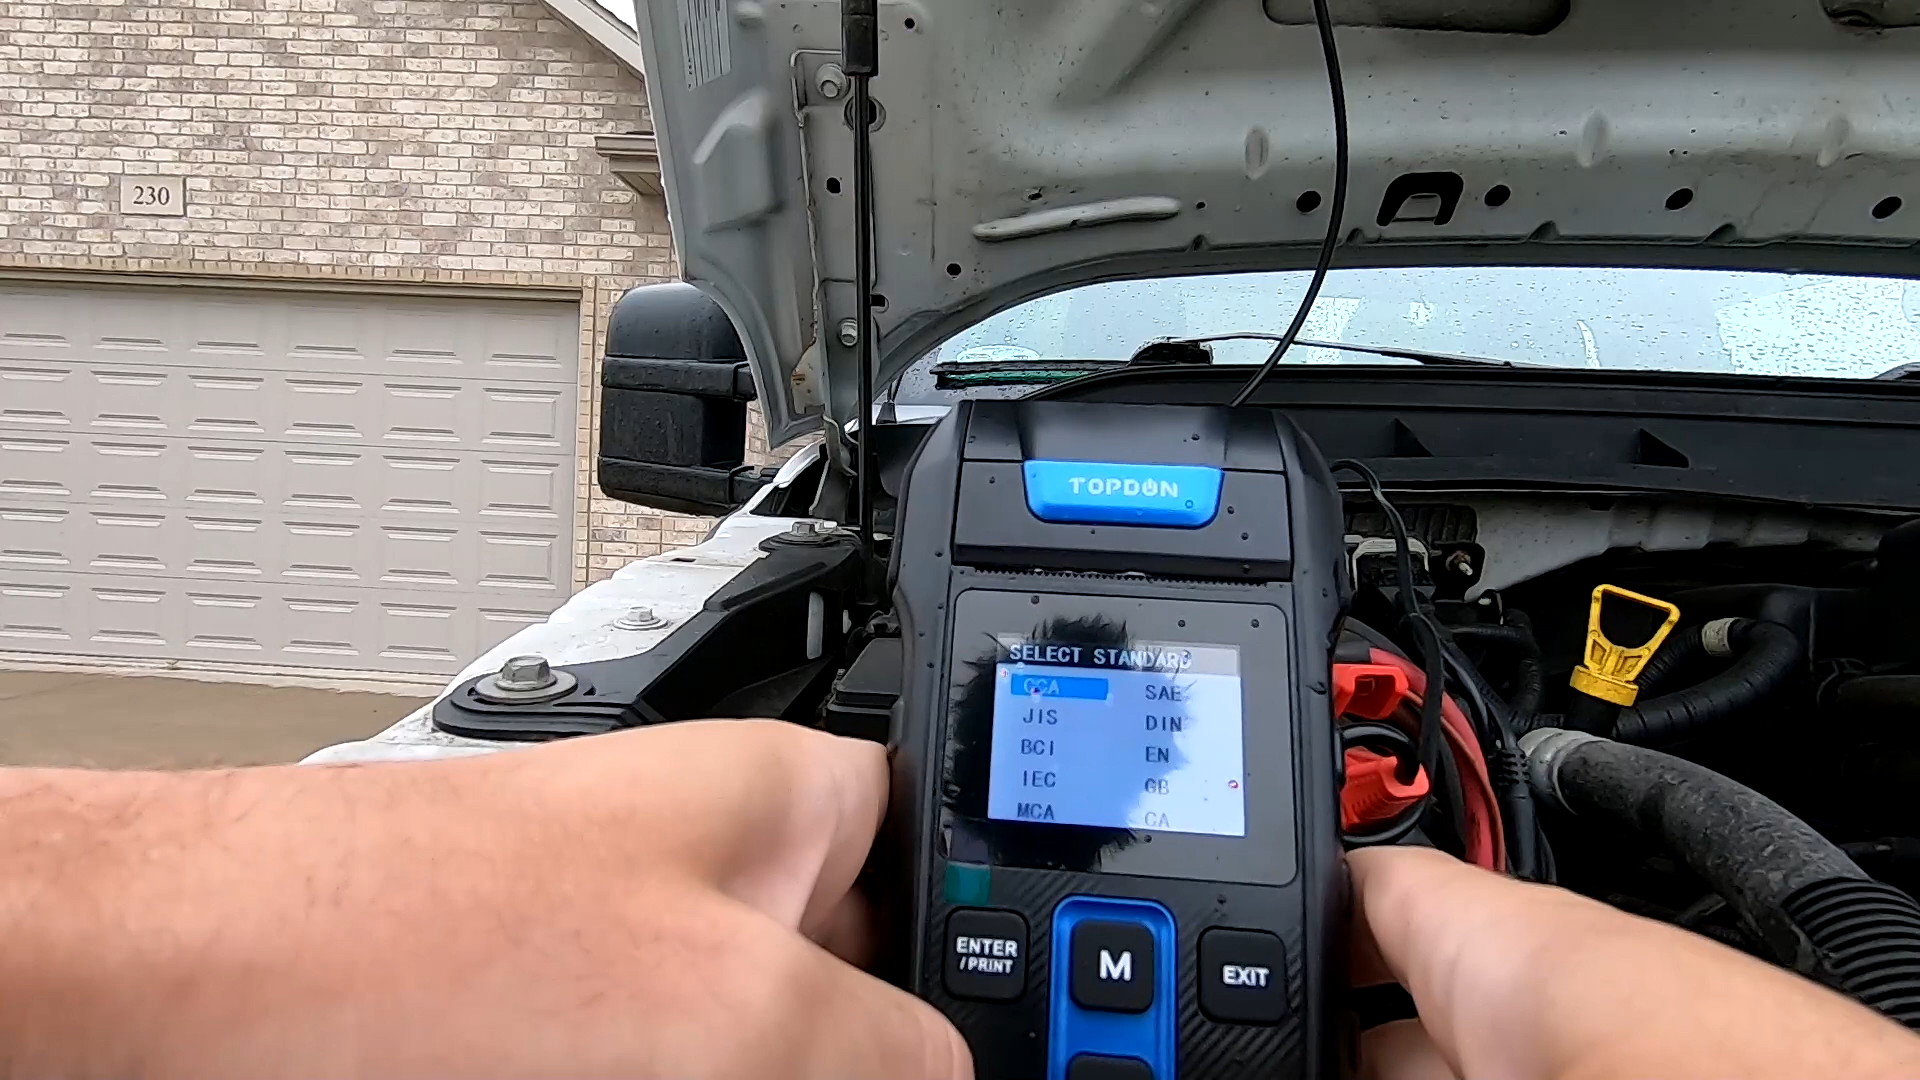 230
TOPDON
SELECT STANDARD
CCA SAE
JIS DIN
BCI EN
IEC GB
MCA CA
ENTER
/PRINT
M
EXIT